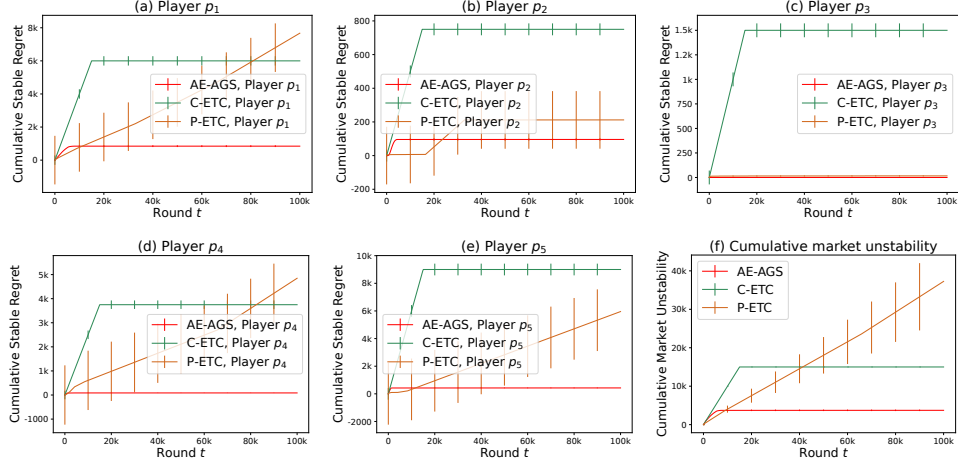 (a) Player p1
8k
6k
4k
2k
0
0
20k
40k
60k
80k
100k
Cumulative Stable Regret
Round t
AE-AGS, Player p1
C-ETC, Player p1
P-ETC, Player p1
(b) Player p2
800
600
400
200
0
-200
0
20k
40k
60k
80k
100k
Cumulative Stable Regret
Round t
AE-AGS, Player p2
C-ETC, Player p2
P-ETC, Player p2
(c) Player p3
1.5k
1.2k
1k
750
500
250
0
0
20k
40k
60k
80k
100k
Cumulative Stable Regret
Round t
AE-AGS, Player p3
C-ETC, Player p3
P-ETC, Player p3
(d) Player p4
5k
4k
3k
2k
1k
0
-1000
0
20k
40k
60k
80k
100k
Cumulative Stable Regret
Round t
AE-AGS, Player p4
C-ETC, Player p4
P-ETC, Player p4
(e) Player p5
10k
8k
6k
4k
2k
0
-2000
0
20k
40k
60k
80k
100k
Cumulative Stable Regret
Round t
AE-AGS, Player p5
C-ETC, Player p5
P-ETC, Player p5
(f) Cumulative market unstability
40k
30k
20k
10k
0
0
20k
40k
60k
80k
100k
Cumulative Market Unstability
Round t
AE-AGS
C-ETC
P-ETC